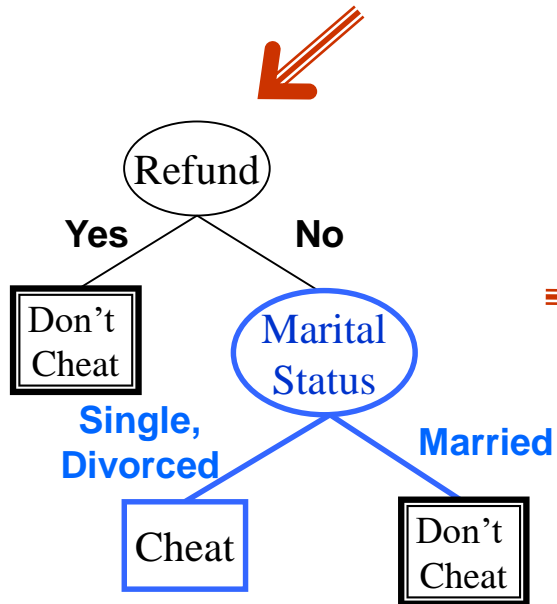 Refund
Yes
No
Don’t
Cheat
Marital
Status
Single,
Divorced
Married
Cheat
Don’t
Cheat